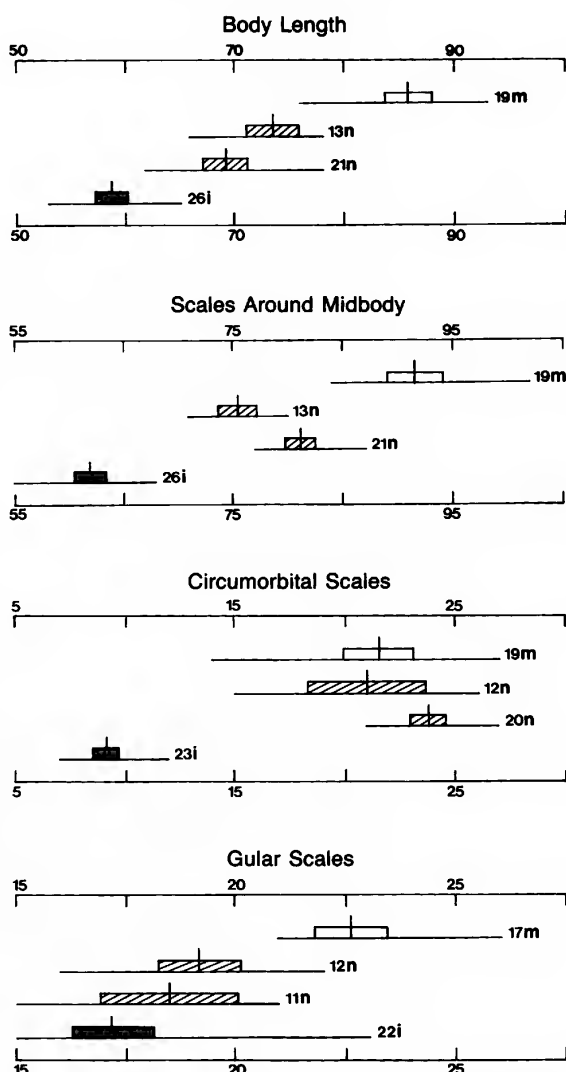 Body Length
50 70 90
19m
13n
21n
26i
50 70 90
Scales Around Midbody
55 75 95
19m
13n
21n
26i
55 75 95
Circumorbital Scales
5 15 25
19m
12n
20n
23i
5 15 25
Gular Scales
15 20 25
17m
12n
11n
22i
15 20 25